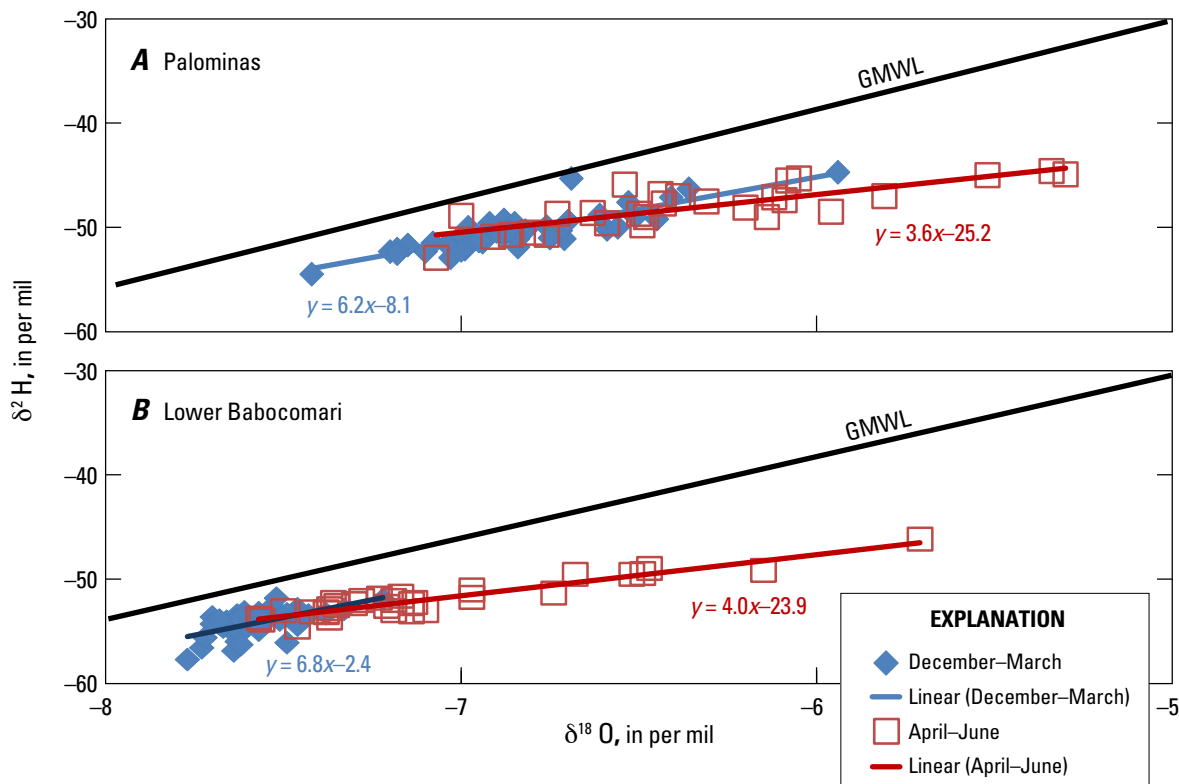 –30
–40
–50
–60
A Palominas
GMWL
y = 3.6x–25.2
y = 6.2x–8.1
δ² H, in per mil
–30
–40
–50
–60
B Lower Babocomari
GMWL
y = 4.0x–23.9
y = 6.8x–2.4
–8
–7
–6
–5
δ¹⁸ O, in per mil
EXPLANATION
December–March
Linear (December–March)
April–June
Linear (April–June)